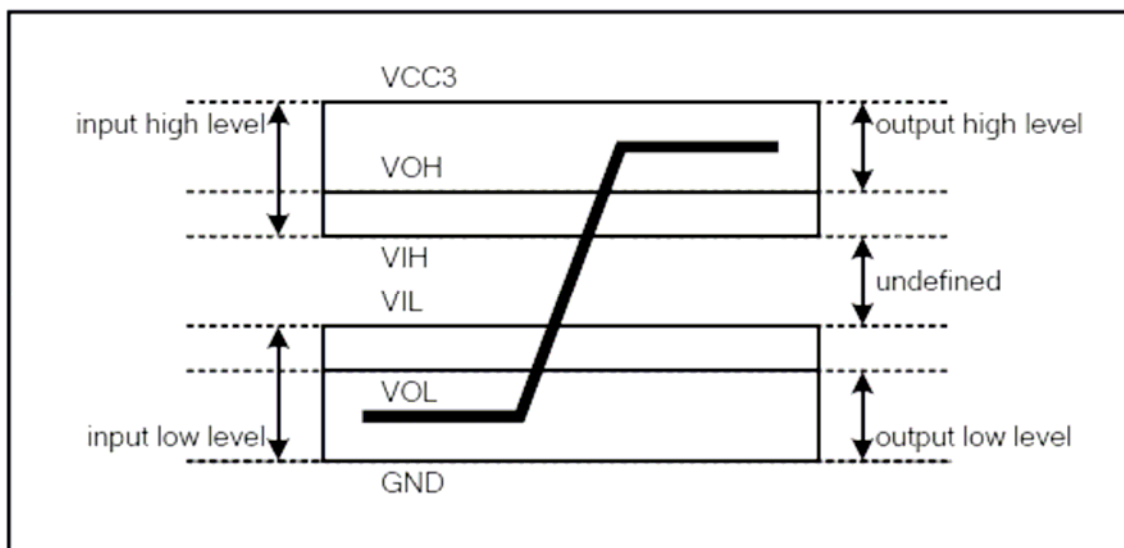 VCC3
input high level
output high level
VOH
VIH
undefined
VIL
VOL
input low level
output low level
GND